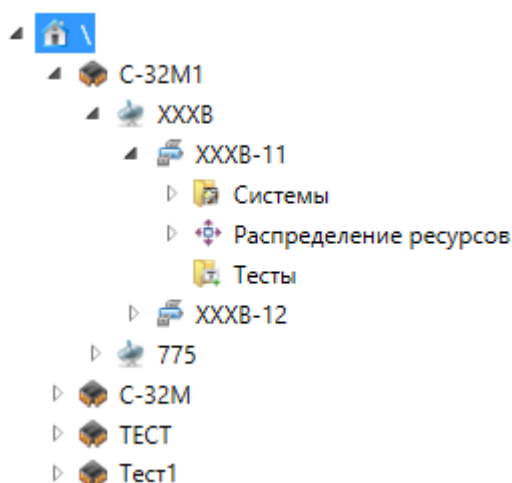 \
С-32М1
XXXB
XXXB-11
Системы
Распределение ресурсов
Тесты
XXXB-12
775
С-32М
ТЕСТ
Тест1